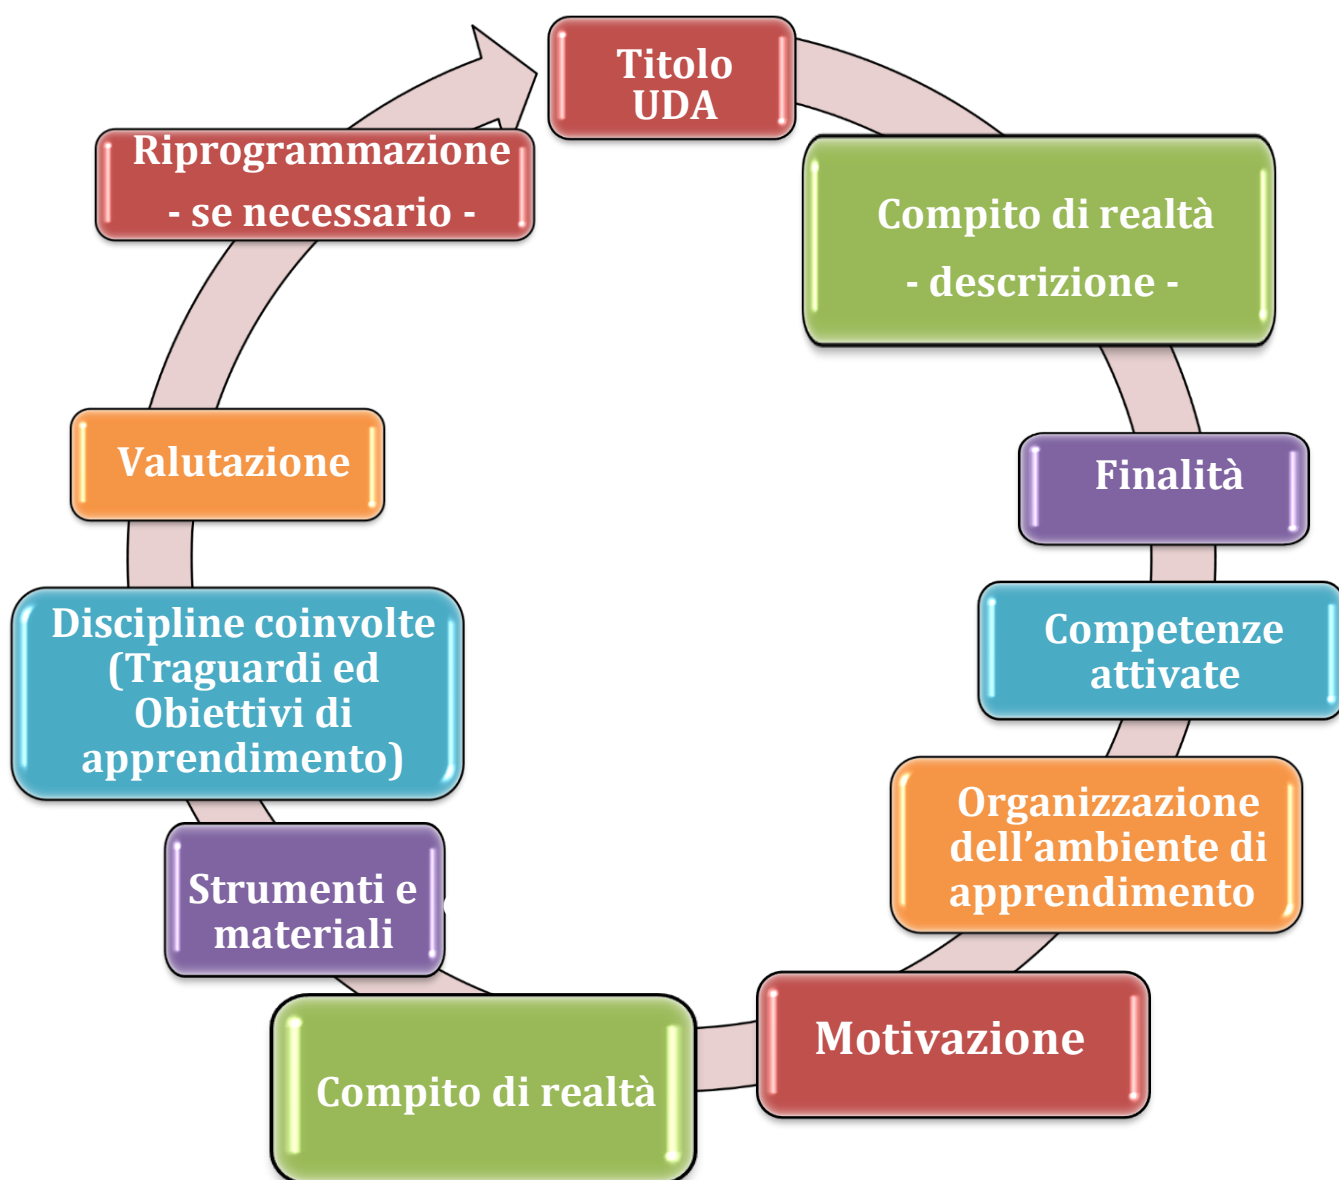 Titolo
UDA
Compito di realtà
- descrizione -
Finalità
Competenze
attivate
Organizzazione
dell’ambiente di
apprendimento
Motivazione
Compito di realtà
Strumenti e
materiali
Discipline coinvolte
(Traguardi ed
Obiettivi di
apprendimento)
Valutazione
Riprogrammazione
- se necessario -